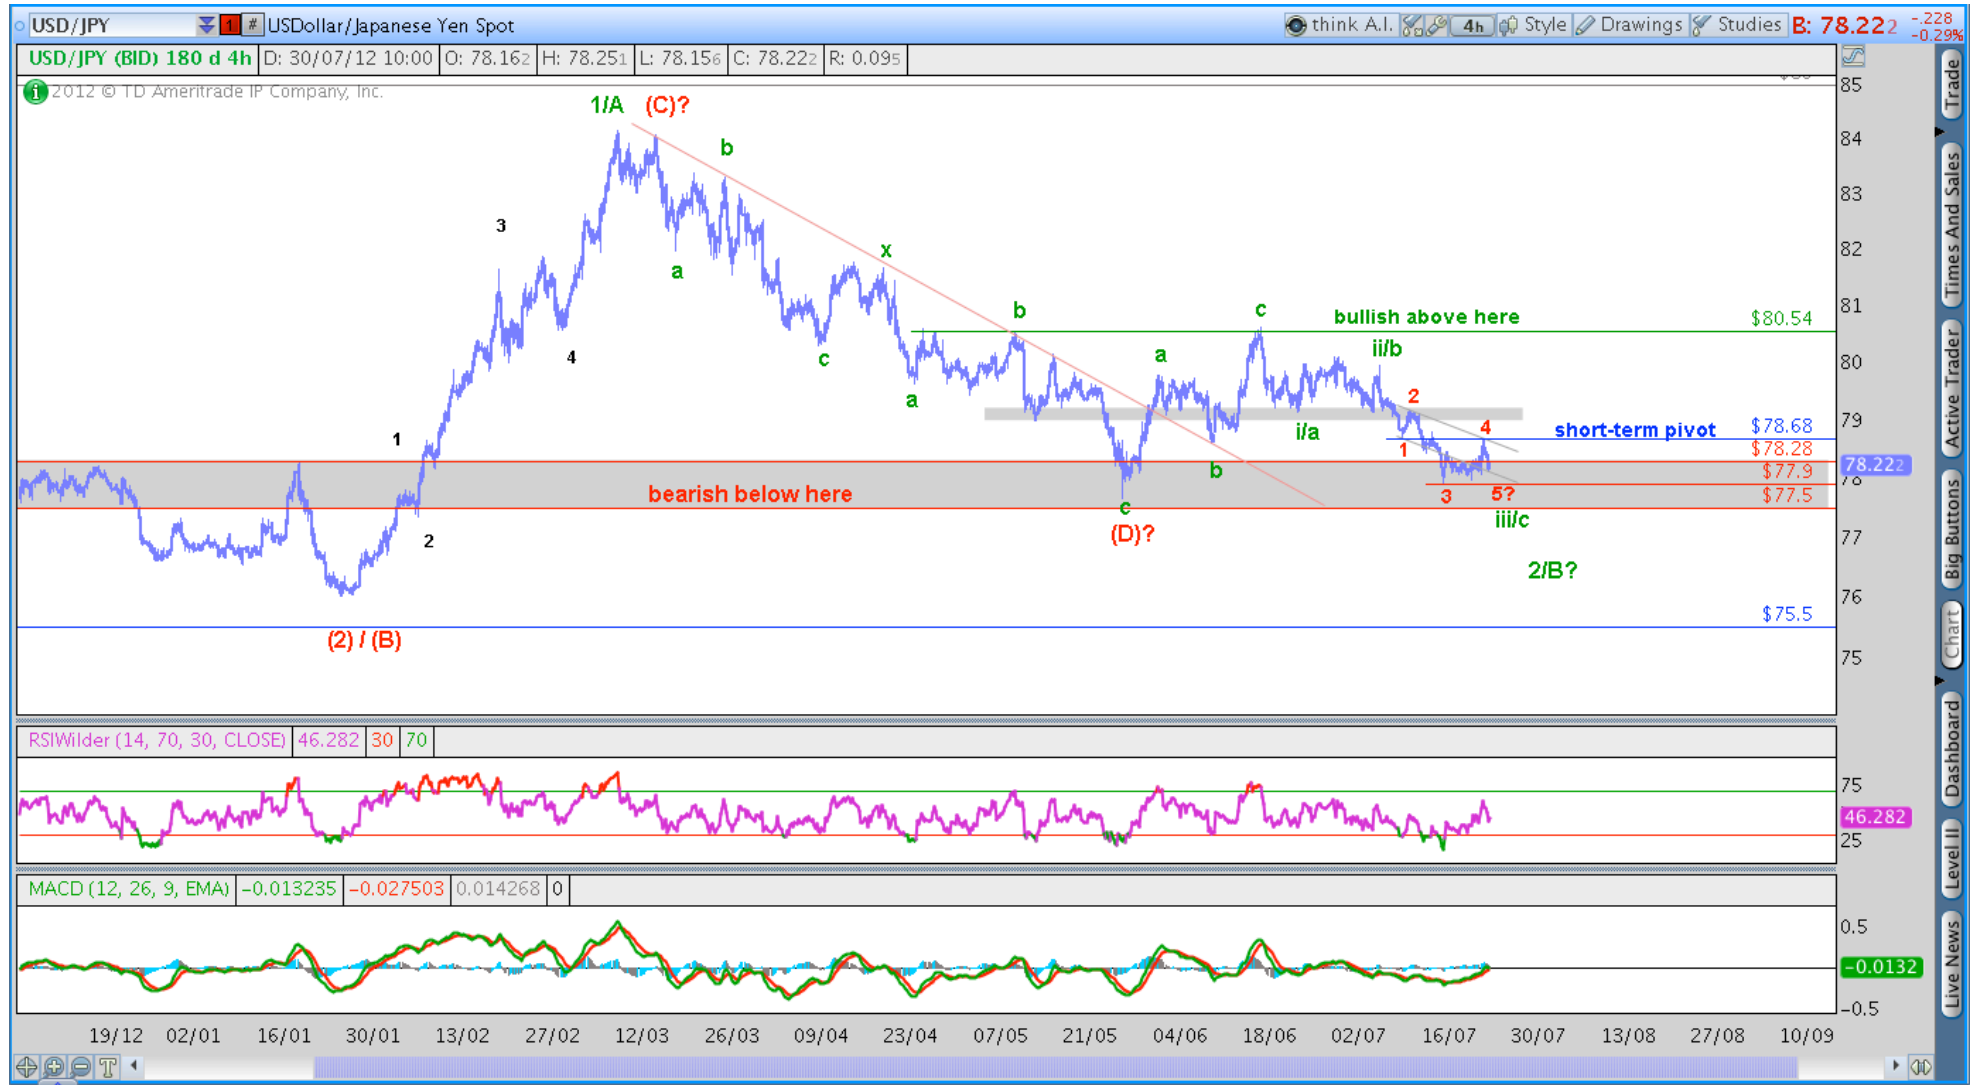 USD/JPY 1 # USDollar/Japanese Yen Spot think A.I. 4h Style Drawings Studies B: 78.222 -.228 -0.29%
USD/JPY (BID) 180 d 4h D: 30/07/12 10:00 O: 78.162 H: 78.251 L: 78.156 C: 78.222 R: 0.095
2012 © TD Ameritrade IP Company, Inc.
85
1/A (C)?
84
b
83
3
82
x
a
81
b c bullish above here $80.54
4 c a ii/b
80
a 2
79
1 i/a 4 short-term pivot $78.68
1 $78.28
b 78.222
78 $77.9
bearish below here 3 5? $77.5
c iii/c
2 (D)? 77
2/B?
76
$75.5
(2) / (B)
75
RSIWilder (14, 70, 30, CLOSE) 46.282 30 70
75
46.282
25
MACD (12, 26, 9, EMA) -0.013235 -0.027503 0.014268 0
0.5
-0.0132
-0.5
19/12 02/01 16/01 30/01 13/02 27/02 12/03 26/03 09/04 23/04 07/05 21/05 04/06 18/06 02/07 16/07 30/07 13/08 27/08 10/09
T
Trade
Times And Sales
Active Trader
Big Buttons
Chart
Dashboard
Level II
Live News